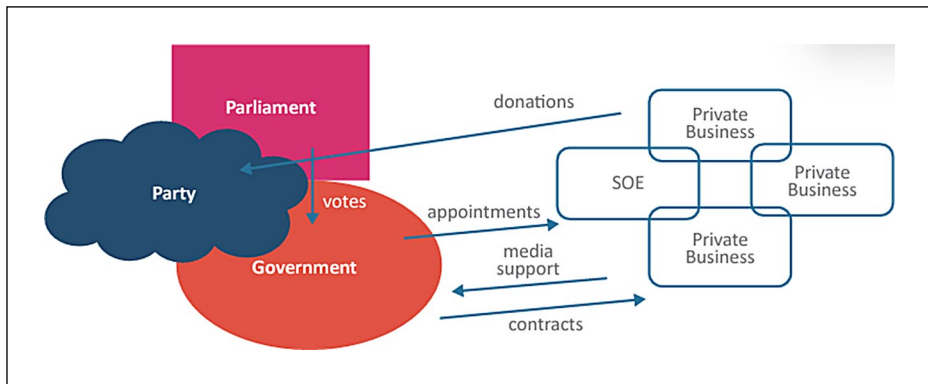 Parliament
donations
Private
Business
Party
SOE
Private
Business
votes
appointments
Private
Business
media
support
Government
contracts